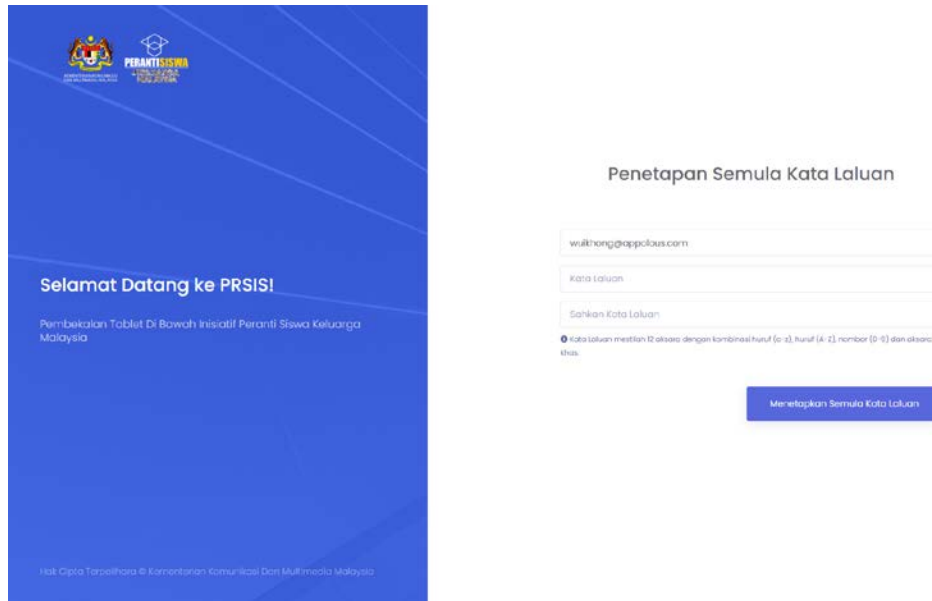 PERANTISISWA
Selamat Datang ke PRSIS!
Pembekalan Tablet Di Bawah Inisiatif Peranti Siswa Keluarga
Malaysia
Hak Cipta Terpelihara © Kementerian Komunikasi Dan Multimedia Malaysia
Penetapan Semula Kata Laluan
wuikhong@appclous.com
Kata Laluan
Sahkan Kata Laluan
Kata Laluan mestilah 12 aksara dengan kombinasi huruf (a-z), huruf (A-Z), nombor (0-9) dan aksara
khas.
Menetapkan Semula Kata Laluan